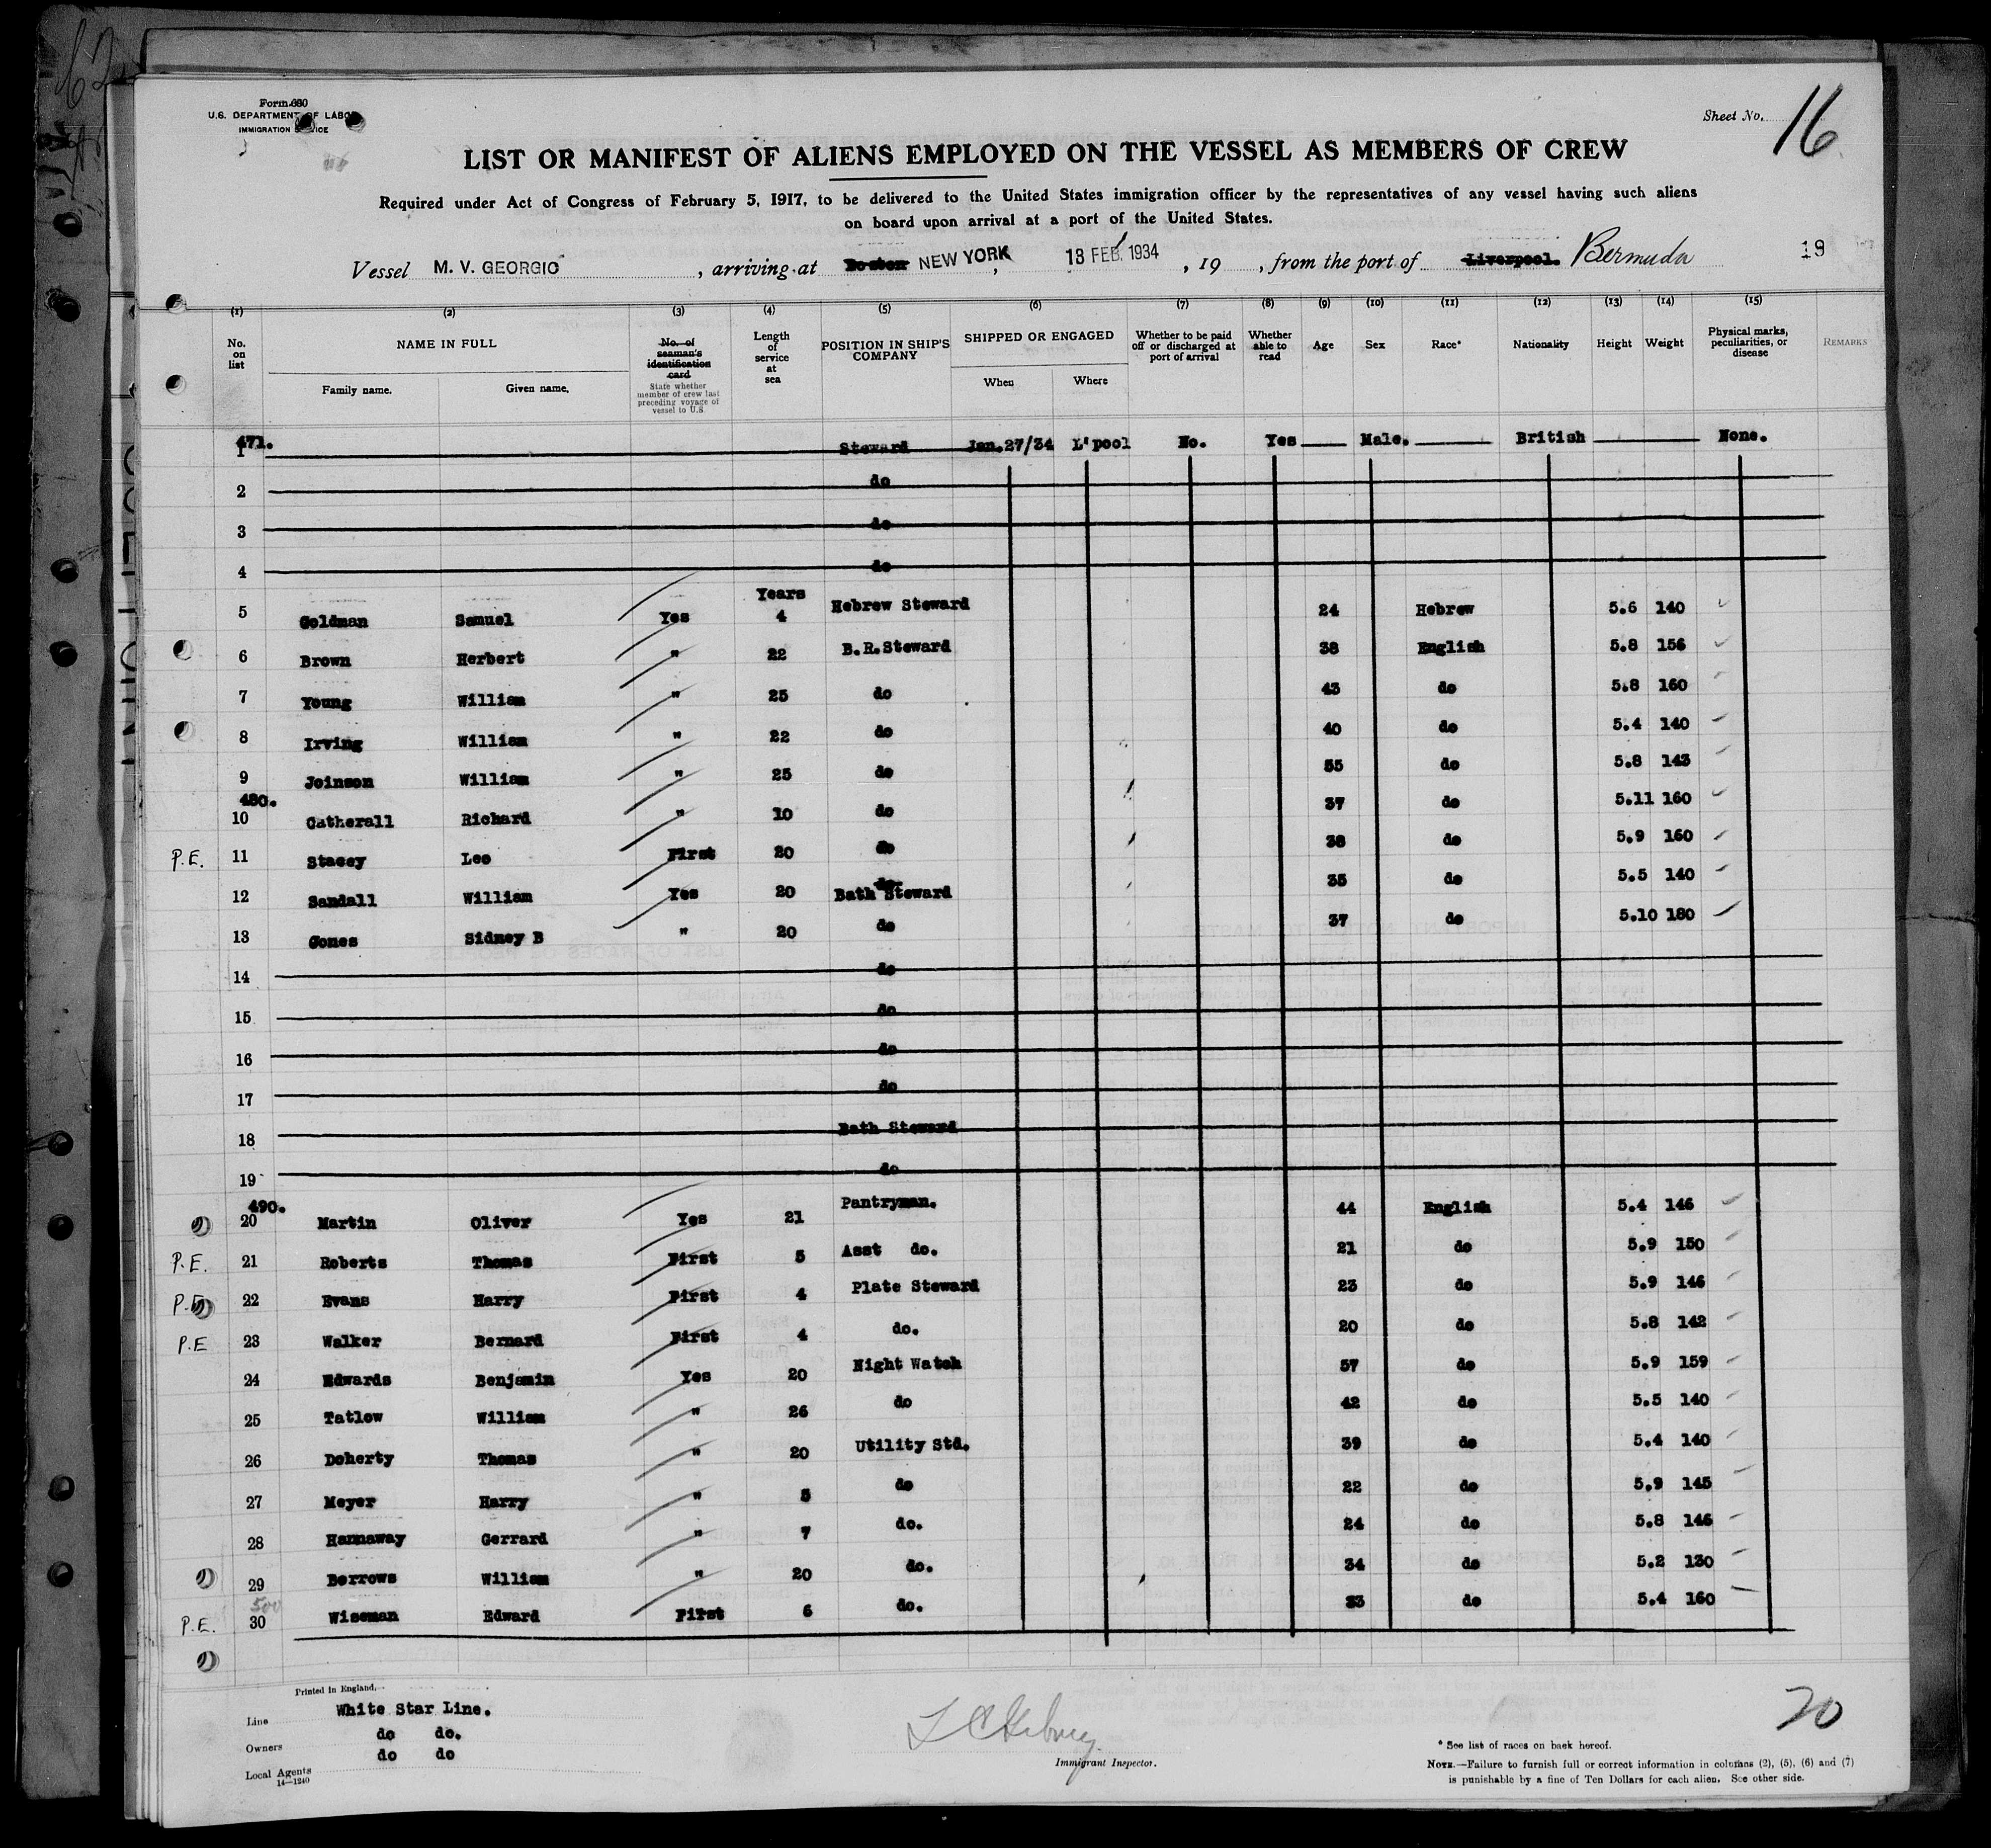 62
Form 680
U.S. DEPARTMENT OF LABOR
IMMIGRATION SERVICE
Sheet No. 16
LIST OR MANIFEST OF ALIENS EMPLOYED ON THE VESSEL AS MEMBERS OF CREW
Required under Act of Congress of February 5, 1917, to be delivered to the United States immigration officer by the representatives of any vessel having such aliens
on board upon arrival at a port of the United States.
Vessel M. V. GEORGIC , arriving at Boston NEW YORK , 13 FEB. 1934 , 19 , from the port of Liverpool. Bermuda 19
(1) (2) (3) (4) (5) (6) (7) (8) (9) (10) (11) (12) (13) (14) (15)
No. on list NAME IN FULL Family name. Given name. No. of seaman's identification card State whether member of crew last preceding voyage of vessel to U.S. Length of service at sea POSITION IN SHIP'S COMPANY SHIPPED OR ENGAGED When Where Whether to be paid off or discharged at port of arrival Whether able to read Age Sex Race* Nationality Height Weight Physical marks, peculiarities, or disease REMARKS
471.
1 Steward Jan.27/34 L'pool No. Yes Male. British None.
2 do
3 do
4 do
Years
5 Goldman Samuel Yes 4 Hebrew Steward 24 Hebrew 5.6 140
6 Brown Herbert " 22 B.R.Steward 38 English 5.8 156
7 Young William " 25 do 43 do 5.8 160
8 Irving William " 22 do 40 do 5.4 140
9 Joinson William " 25 do 55 do 5.8 143
480.
10 Catherall Richard " 10 do 37 do 5.11 160
P.E. 11 Stacey Leo First 20 do 38 do 5.9 160
do
12 Sandall William Yes 20 Bath Steward 35 do 5.5 140
13 Gones Sidney B " 20 do 37 do 5.10 180
14 do
15 do
16 do
17 do
18 Bath Steward
19 do
490.
20 Martin Oliver Yes 21 Pantryman. 44 English 5.4 146
P.E. 21 Roberts Thomas First 5 Asst do. 21 do 5.9 150
P.E 22 Evans Harry First 4 Plate Steward 23 do 5.9 146
P.E 23 Walker Bernard First 4 do. 20 do 5.8 142
24 Edwards Benjamin Yes 20 Night Watch 57 do 5.9 159
25 Tatlow William " 26 do 42 do 5.5 140
26 Doherty Thomas " 20 Utility Std. 39 do 5.4 140
27 Meyer Harry " 5 do 22 do 5.9 145
28 Hannaway Gerrard " 7 do. 24 do 5.8 146
29 Berrows William " 20 do. 34 do 5.2 130
500
P.E. 30 Wiseman Edward First 6 do. 33 do 5.4 160
Printed in England.
Line White Star Line.
Owners do do.
Local Agents do do
14—1240
Immigrant Inspector.
20
* See list of races on back hereof.
NOTE.—Failure to furnish full or correct information in columns (2), (5), (6) and (7)
is punishable by a fine of Ten Dollars for each alien. See other side.